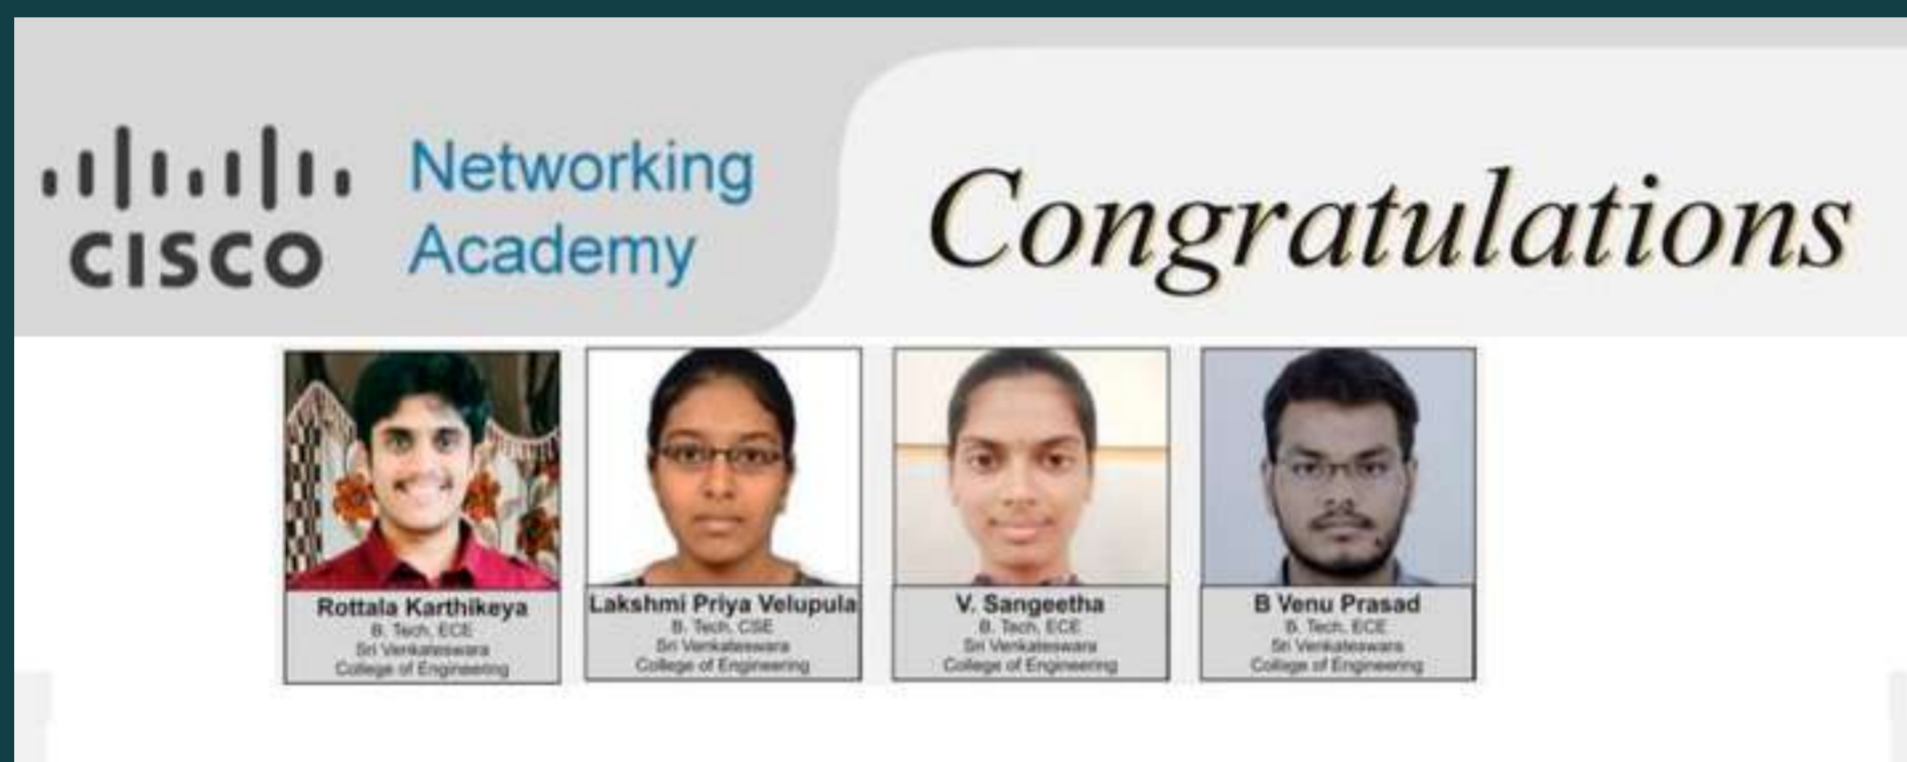 CISCO
Networking
Academy
Congratulations
Rottala Karthikeya
B. Tech, ECE
Sri Venkateswara
College of Engineering
Lakshmi Priya Velupula
B. Tech, CSE
Sri Venkateswara
College of Engineering
V. Sangeetha
B. Tech, ECE
Sri Venkateswara
College of Engineering
B Venu Prasad
B. Tech, ECE
Sri Venkateswara
College of Engineering